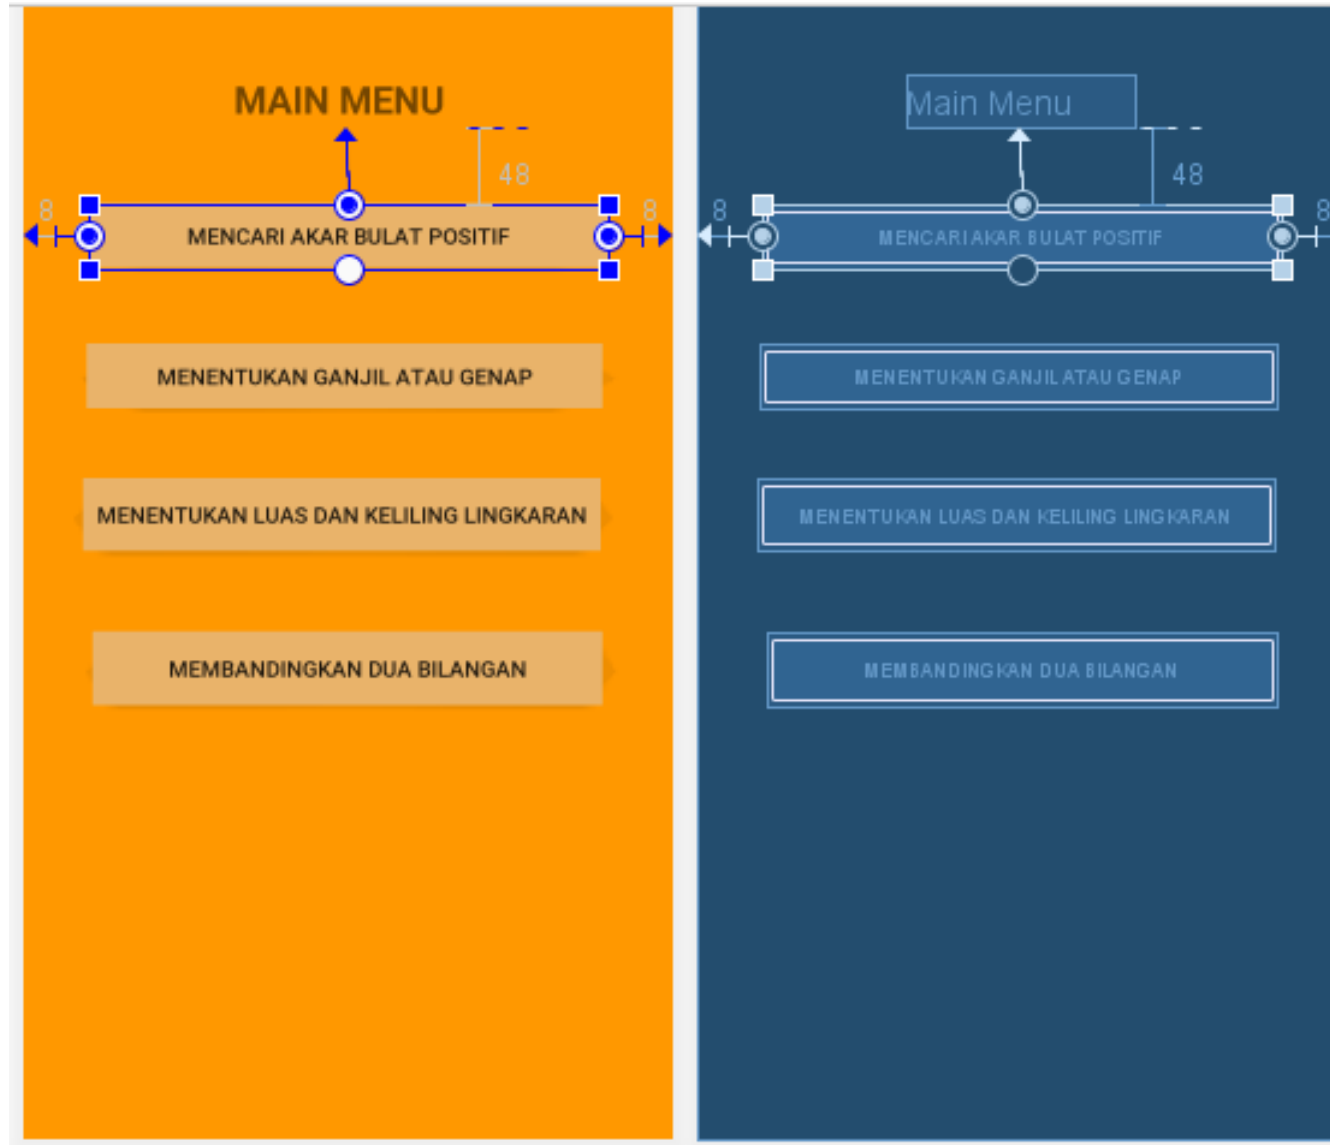 MAIN MENU
48
8
8
MENCARI AKAR BULAT POSITIF
MENENTUKAN GANJIL ATAU GENAP
MENENTUKAN LUAS DAN KELILING LINGKARAN
MEMBANDINGKAN DUA BILANGAN
Main Menu
48
8
8
MENCARI AKAR BULAT POSITIF
MENENTUKAN GANJIL ATAU GENAP
MENENTUKAN LUAS DAN KELILING LINGKARAN
MEMBANDINGKAN DUA BILANGAN